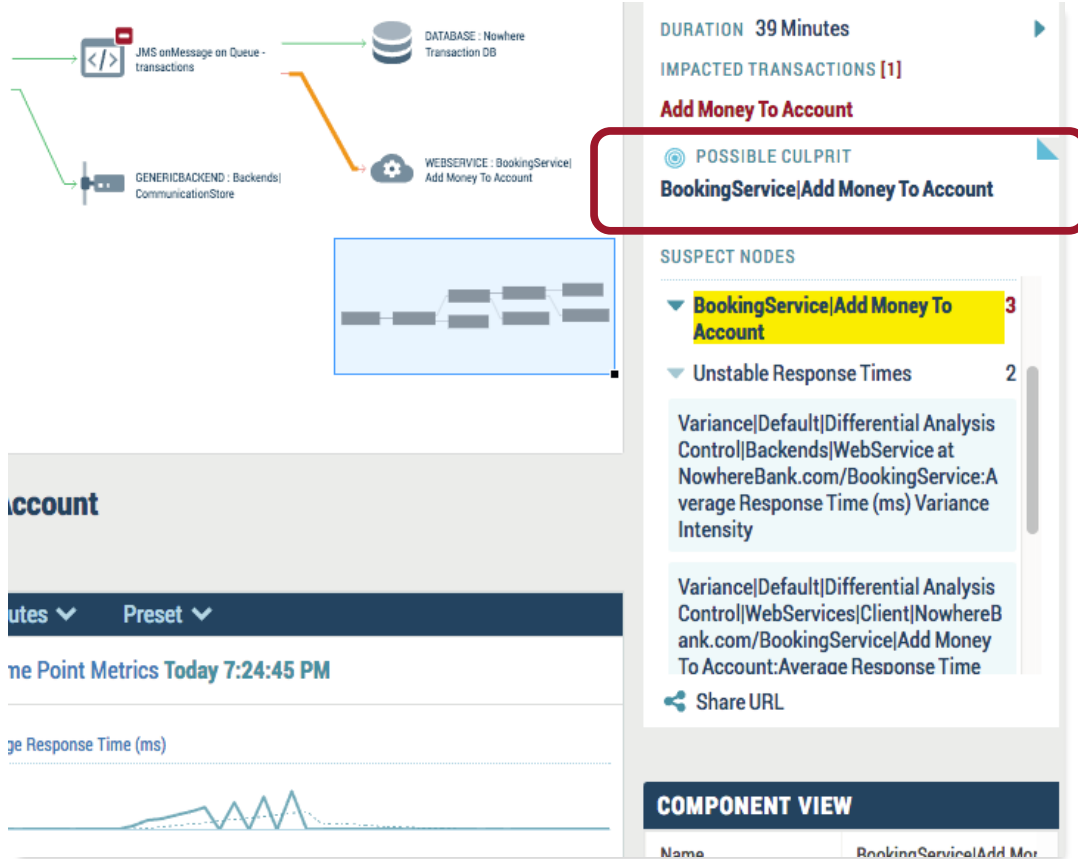 JMS onMessage on Queue -
transactions
DATABASE : Nowhere
Transaction DB
GENERICBACKEND : Backends|
CommunicationStore
WEBSERVICE : BookingService|
Add Money To Account
Account
utes
Preset
me Point Metrics Today 7:24:45 PM
ge Response Time (ms)
DURATION 39 Minutes
IMPACTED TRANSACTIONS [1]
Add Money To Account
POSSIBLE CULPRIT
BookingService|Add Money To Account
SUSPECT NODES
BookingService|Add Money To 3
Account
Unstable Response Times 2
Variance|Default|Differential Analysis
Control|Backends|WebService at
NowhereBank.com/BookingService:A
verage Response Time (ms) Variance
Intensity
Variance|Default|Differential Analysis
Control|WebServices|Client|NowhereB
ank.com/BookingService|Add Money
To Account:Average Response Time
Share URL
COMPONENT VIEW
Name BookingService|Add Mo